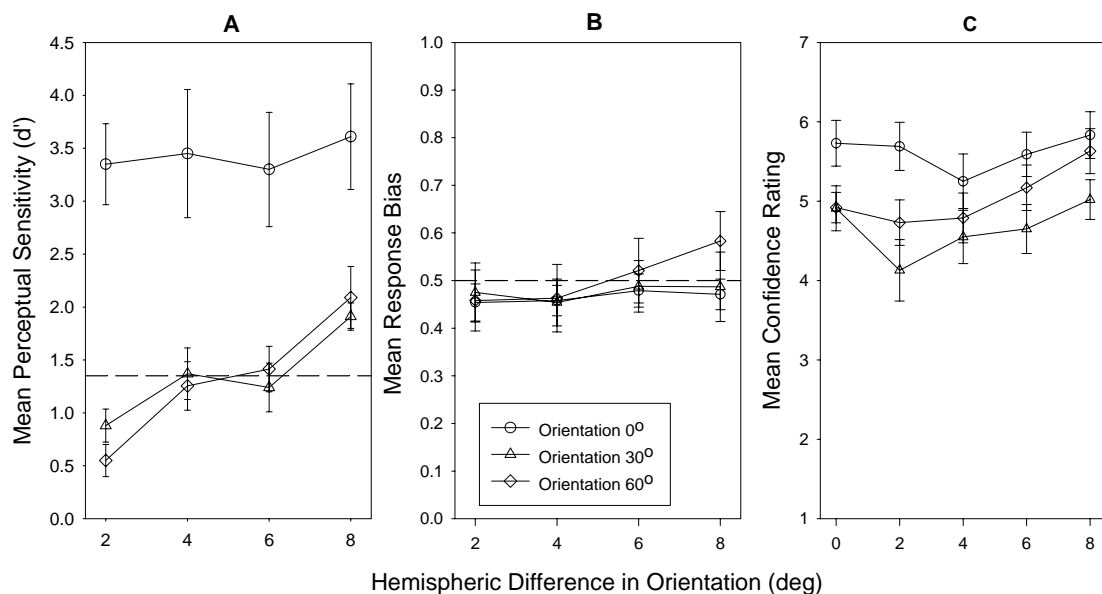 A
B
C
Mean Perceptual Sensitivity (d')
4.5
4.0
3.5
3.0
2.5
2.0
1.5
1.0
0.5
0.0
2 4 6 8
Mean Response Bias
1.0
0.9
0.8
0.7
0.6
0.5
0.4
0.3
0.2
0.1
0.0
Orientation 0º
Orientation 30º
Orientation 60º
2 4 6 8
Mean Confidence Rating
7
6
5
4
3
2
1
0 2 4 6 8
Hemispheric Difference in Orientation (deg)